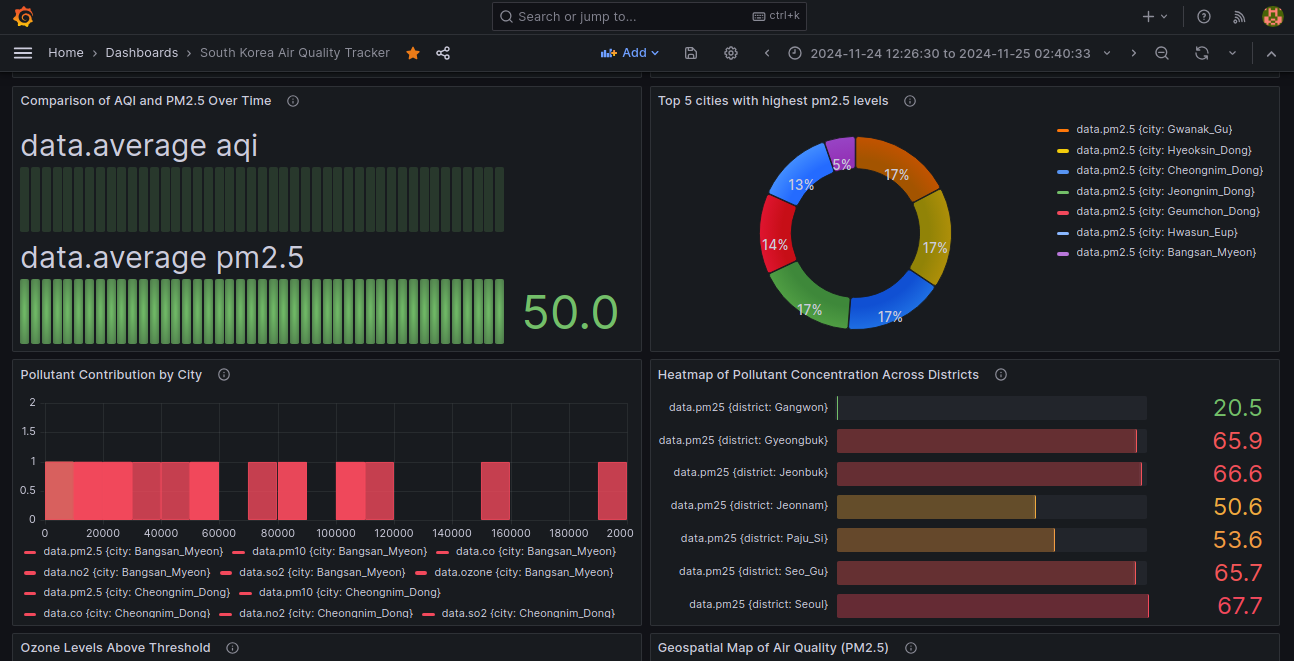 Search or jump to...
ctrl+k
Home
Dashboards
South Korea Air Quality Tracker
Add
2024-11-24 12:26:30 to 2024-11-25 02:40:33
Comparison of AQI and PM2.5 Over Time
data.average aqi
data.average pm2.5
50.0
Top 5 cities with highest pm2.5 levels
5%
17%
13%
14%
17%
17%
17%
data.pm2.5 {city: Gwanak_Gu}
data.pm2.5 {city: Hyeoksin_Dong}
data.pm2.5 {city: Cheongnim_Dong}
data.pm2.5 {city: Jeongnim_Dong}
data.pm2.5 {city: Geumchon_Dong}
data.pm2.5 {city: Hwasun_Eup}
data.pm2.5 {city: Bangsan_Myeon}
Pollutant Contribution by City
2
1.5
1
0.5
0
0 20000 40000 60000 80000 100000 120000 140000 160000 180000 2000
data.pm2.5 {city: Bangsan_Myeon} data.pm10 {city: Bangsan_Myeon} data.co {city: Bangsan_Myeon}
data.no2 {city: Bangsan_Myeon} data.so2 {city: Bangsan_Myeon} data.ozone {city: Bangsan_Myeon}
data.pm2.5 {city: Cheongnim_Dong} data.pm10 {city: Cheongnim_Dong}
data.co {city: Cheongnim_Dong} data.no2 {city: Cheongnim_Dong} data.so2 {city: Cheongnim_Dong}
Heatmap of Pollutant Concentration Across Districts
data.pm25 {district: Gangwon} 20.5
data.pm25 {district: Gyeongbuk} 65.9
data.pm25 {district: Jeonbuk} 66.6
data.pm25 {district: Jeonnam} 50.6
data.pm25 {district: Paju_Si} 53.6
data.pm25 {district: Seo_Gu} 65.7
data.pm25 {district: Seoul} 67.7
Ozone Levels Above Threshold
Geospatial Map of Air Quality (PM2.5)